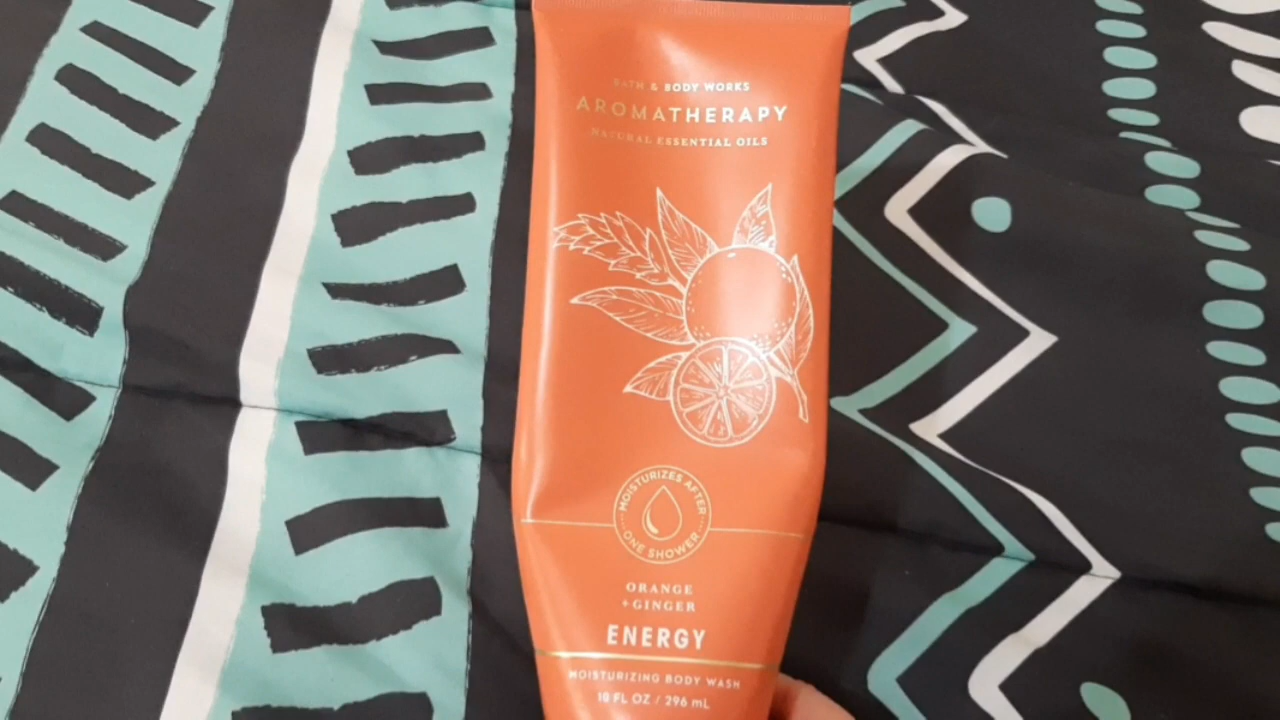 BATH & BODY WORKS
AROMATHERAPY
NATURAL ESSENTIAL OILS
MOISTURIZES AFTER
ONE SHOWER
ORANGE
+GINGER
ENERGY
MOISTURIZING BODY WASH
10 FL OZ / 296 mL